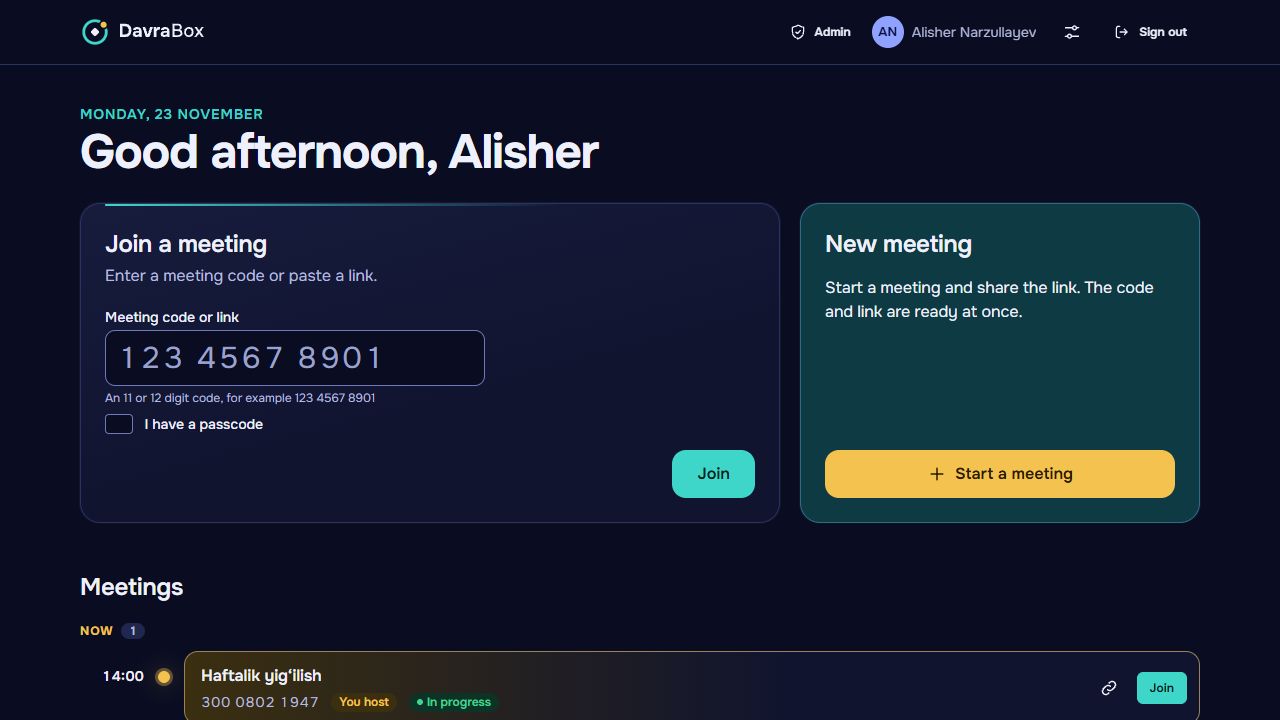 DavraBox
Admin
AN
Alisher Narzullayev
Sign out
MONDAY, 23 NOVEMBER
Good afternoon, Alisher
Join a meeting
Enter a meeting code or paste a link.
Meeting code or link
123 4567 8901
An 11 or 12 digit code, for example 123 4567 8901
I have a passcode
Join
New meeting
Start a meeting and share the link. The code
and link are ready at once.
Start a meeting
Meetings
NOW 1
14:00
Haftalik yigʻilish
300 0802 1947
You host
In progress
Join